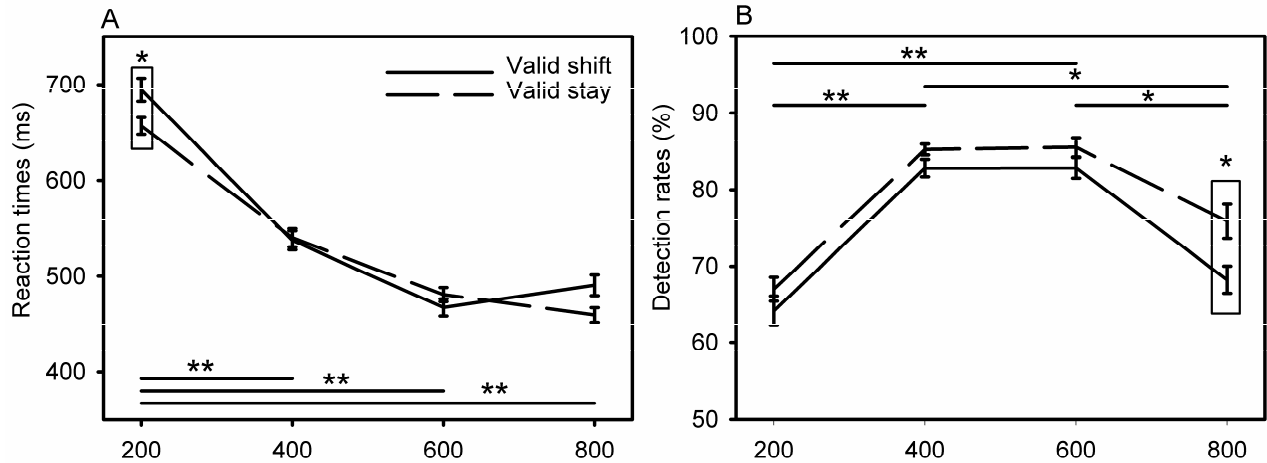 A
Reaction times (ms)
700
600
500
400
*
Valid shift
Valid stay
**
**
**
200 400 600 800
B
Detection rates (%)
100
90
80
70
60
50
**
*
**
*
*
200 400 600 800